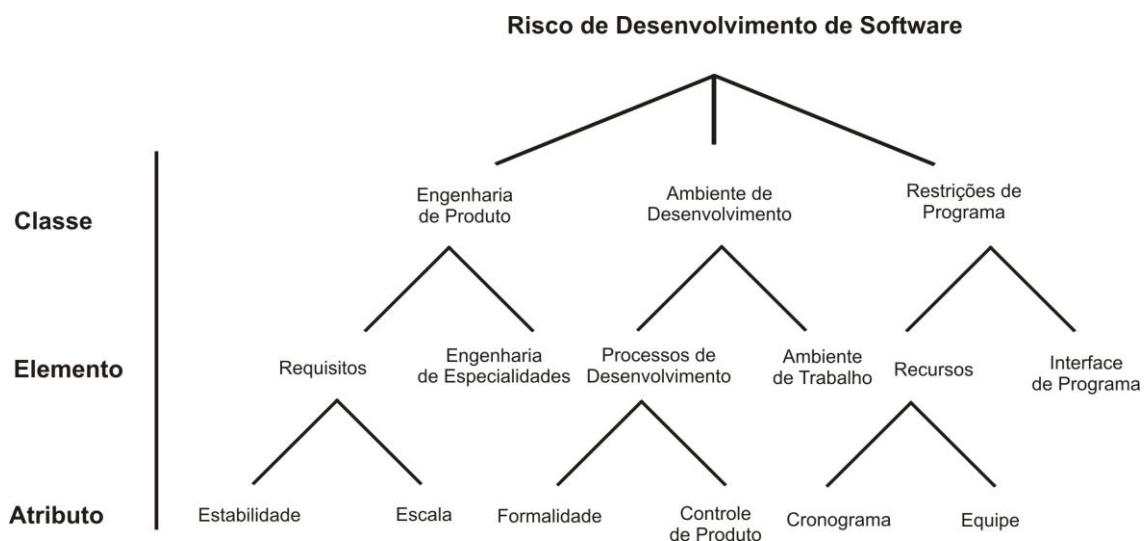 Risco de Desenvolvimento de Software
Classe
Engenharia
de Produto
Ambiente de
Desenvolvimento
Restrições de
Programa
Elemento
Requisitos
Engenharia
de Especialidades
Processos de
Desenvolvimento
Ambiente
de Trabalho
Recursos
Interface
de Programa
Atributo
Estabilidade
Escala
Formalidade
Controle
de Produto
Cronograma
Equipe